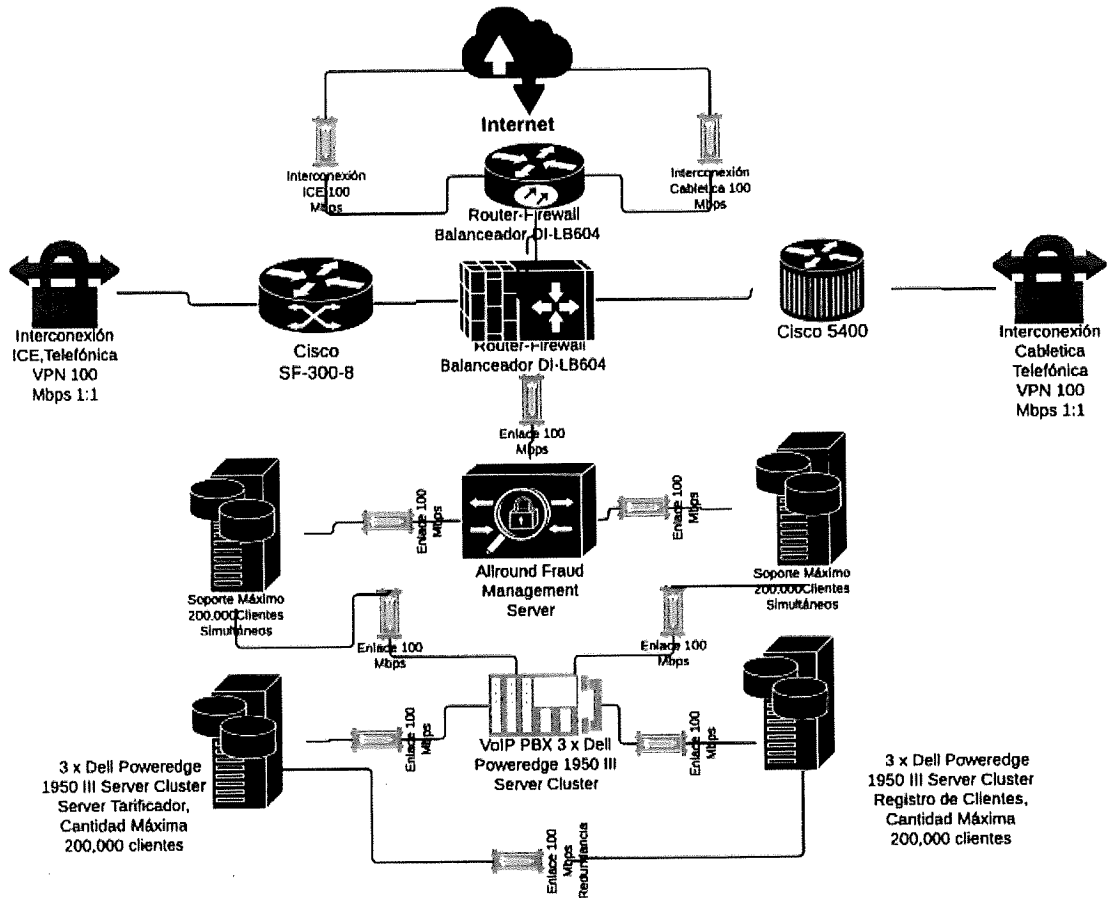 Internet
Interconexión
ICE 100
Mbps
Interconexión
Cabletica 100
Mbps
Router-Firewall
Balanceador DI-LB604
Interconexión
ICE,Telefónica
VPN 100
Mbps 1:1
Cisco
SF-300-8
Router-Firewall
Balanceador DI-LB604
Cisco 5400
Interconexión
Cabletica
Telefónica
VPN 100
Mbps 1:1
Enlace 100
Mbps
Enlace 100
Mbps
Enlace 100
Mbps
Allround Fraud
Management
Server
Soporte Máximo
200.000Clientes
Simultáneos
Soporte Máximo
200.000Clientes
Simultáneos
Enlace 100
Mbps
Enlace 100
Mbps
Enlace 100
Mbps
VoIP PBX 3 x Dell
Poweredge 1950 III
Server Cluster
Enlace 100
Mbps
3 x Dell Poweredge
1950 III Server Cluster
Server Tarificador,
Cantidad Máxima
200,000 clientes
3 x Dell Poweredge
1950 III Server Cluster
Registro de Clientes,
Cantidad Máxima
200,000 clientes
Enlace 100
Mbps
Redundancia